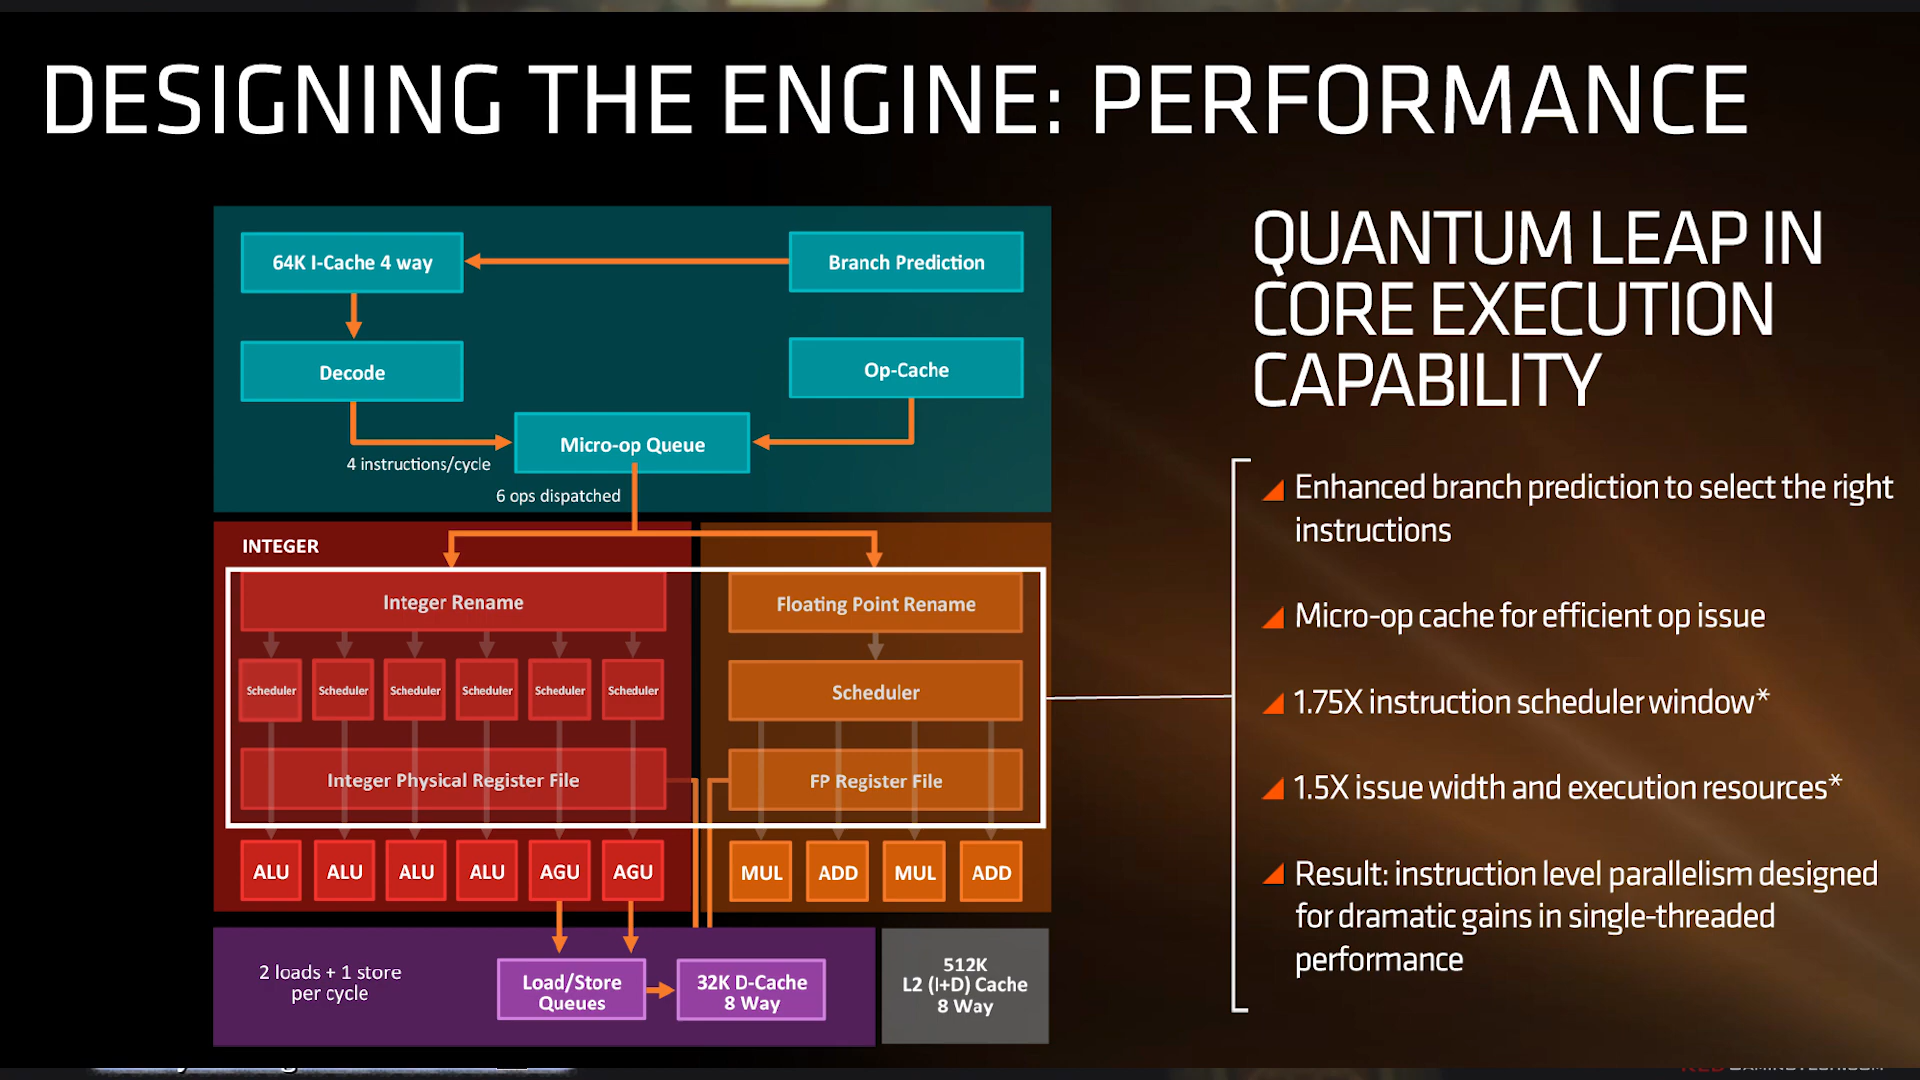 DESIGNING THE ENGINE: PERFORMANCE
64K I-Cache 4 way
Branch Prediction
Decode
Op-Cache
Micro-op Queue
4 instructions/cycle
6 ops dispatched
INTEGER
Integer Rename
Floating Point Rename
Scheduler
Scheduler
Scheduler
Scheduler
Scheduler
Scheduler
Scheduler
Integer Physical Register File
FP Register File
ALU
ALU
ALU
ALU
AGU
AGU
MUL
ADD
MUL
ADD
2 loads + 1 store
per cycle
Load/Store
Queues
32K D-Cache
8 Way
512K
L2 (I+D) Cache
8 Way
QUANTUM LEAP IN
CORE EXECUTION
CAPABILITY
Enhanced branch prediction to select the right
instructions
Micro-op cache for efficient op issue
1.75X instruction scheduler window*
1.5X issue width and execution resources*
Result: instruction level parallelism designed
for dramatic gains in single-threaded
performance